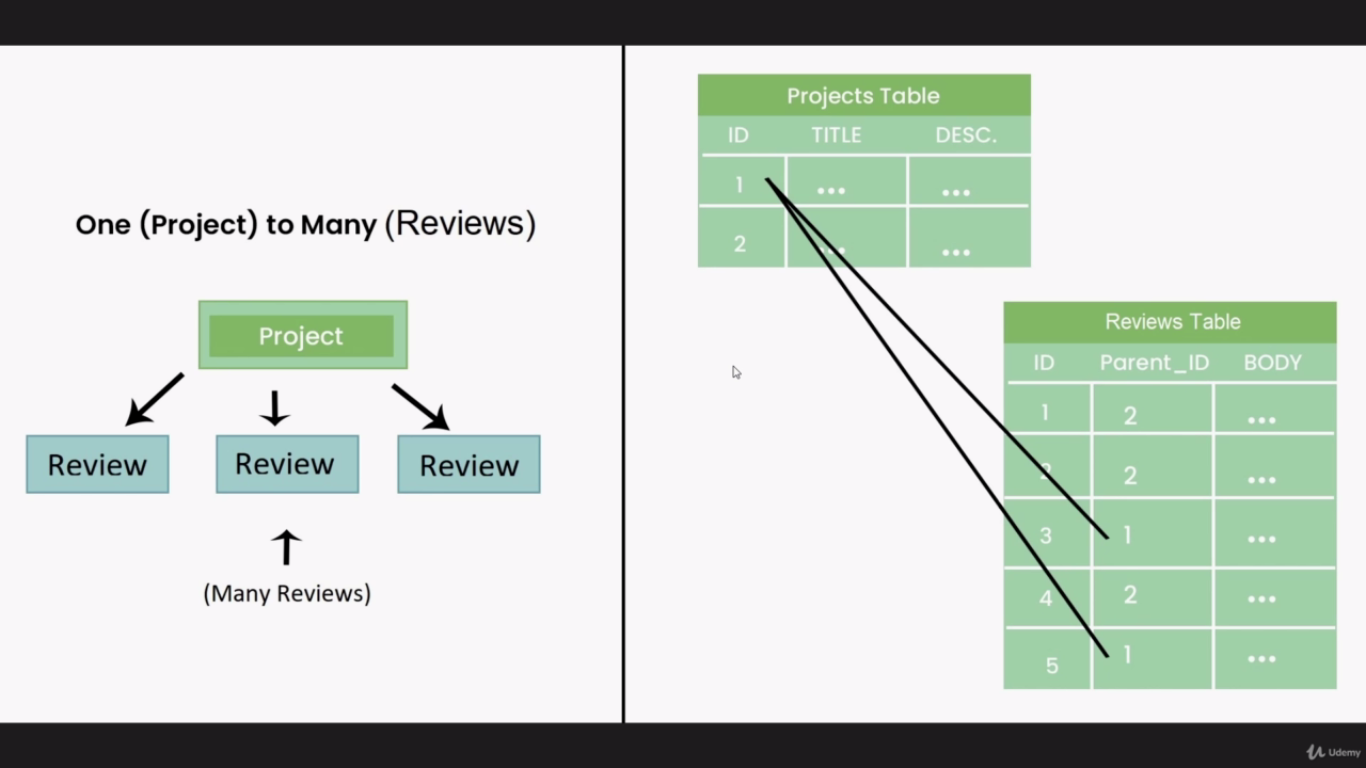 One (Project) to Many (Reviews)
Project
Review Review Review
(Many Reviews)
Projects Table
ID TITLE DESC.
1 ... ...
2 ... ...
Reviews Table
ID Parent_ID BODY
1 2 ...
2 2 ...
3 1 ...
4 2 ...
5 1 ...
Udemy